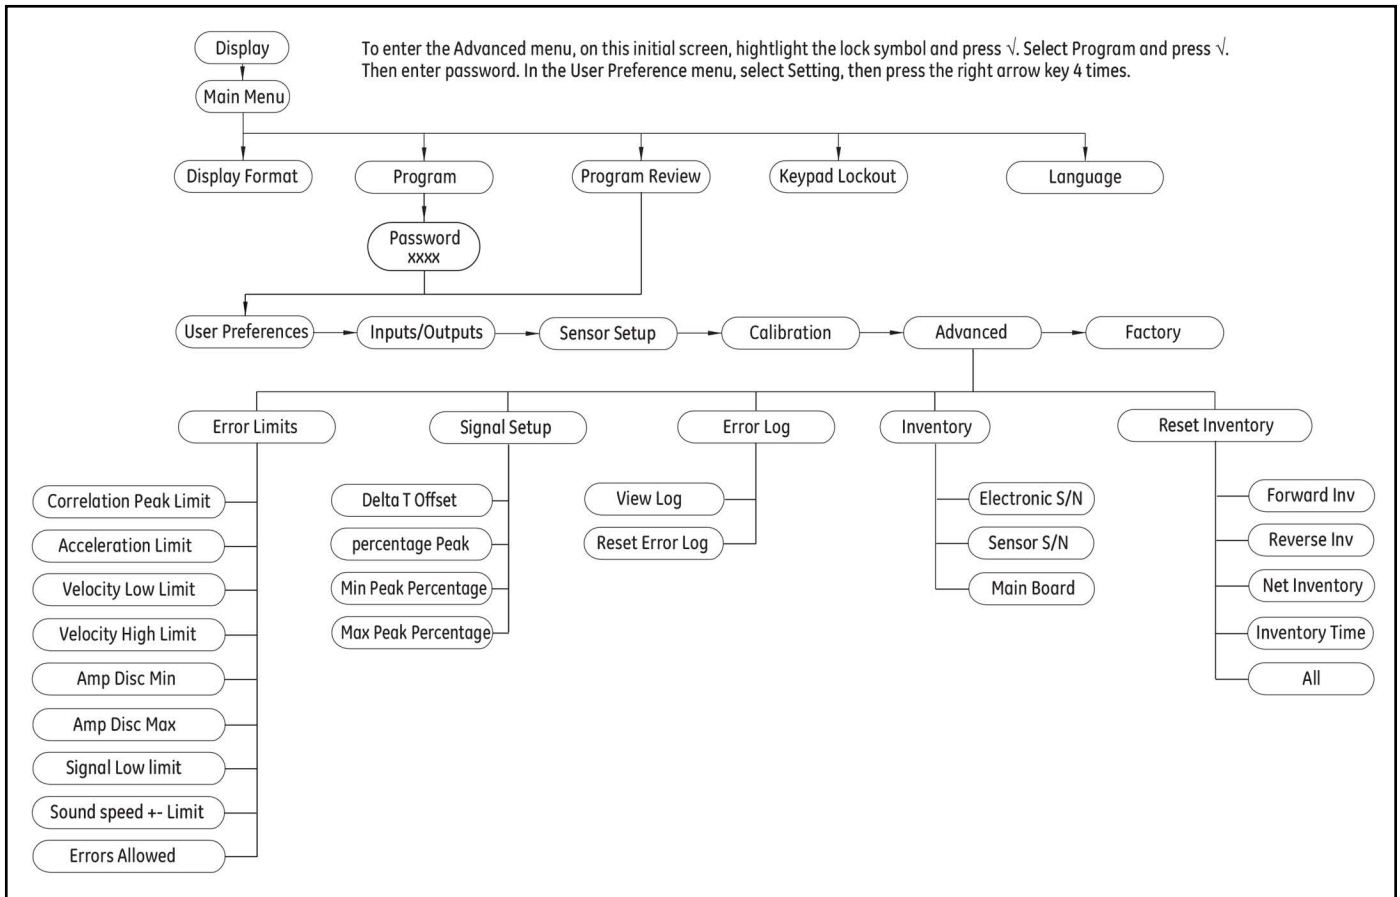 Display
To enter the Advanced menu, on this initial screen, hightlight the lock symbol and press √. Select Program and press √.
Then enter password. In the User Preference menu, select Setting, then press the right arrow key 4 times.
Main Menu
Display Format
Program
Program Review
Keypad Lockout
Language
Password
xxxx
User Preferences
Inputs/Outputs
Sensor Setup
Calibration
Advanced
Factory
Error Limits
Signal Setup
Error Log
Inventory
Reset Inventory
Correlation Peak Limit
Acceleration Limit
Velocity Low Limit
Velocity High Limit
Amp Disc Min
Amp Disc Max
Signal Low limit
Sound speed +- Limit
Errors Allowed
Delta T Offset
percentage Peak
Min Peak Percentage
Max Peak Percentage
View Log
Reset Error Log
Electronic S/N
Sensor S/N
Main Board
Forward Inv
Reverse Inv
Net Inventory
Inventory Time
All